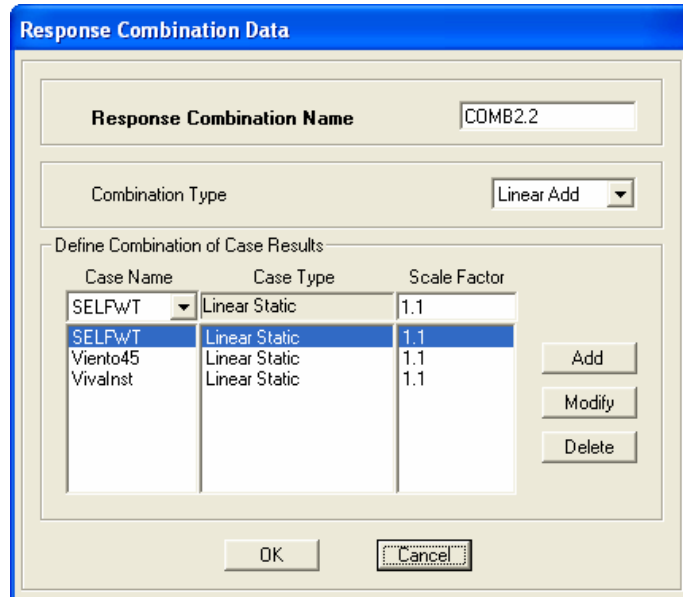 Response Combination Data
Response Combination Name COMB2.2
Combination Type Linear Add
Define Combination of Case Results
Case Name Case Type Scale Factor
SELFWT Linear Static 1.1
SELFWT Linear Static 1.1
Viento45 Linear Static 1.1
VivaInst Linear Static 1.1
Add
Modify
Delete
OK Cancel